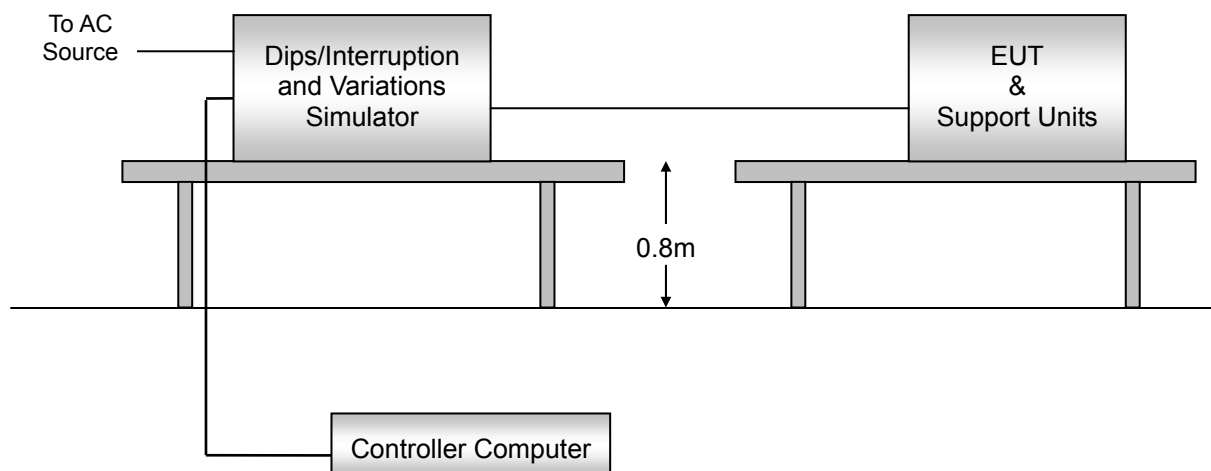 To AC
Source
Dips/Interruption
and Variations
Simulator
EUT
&
Support Units
0.8m
Controller Computer